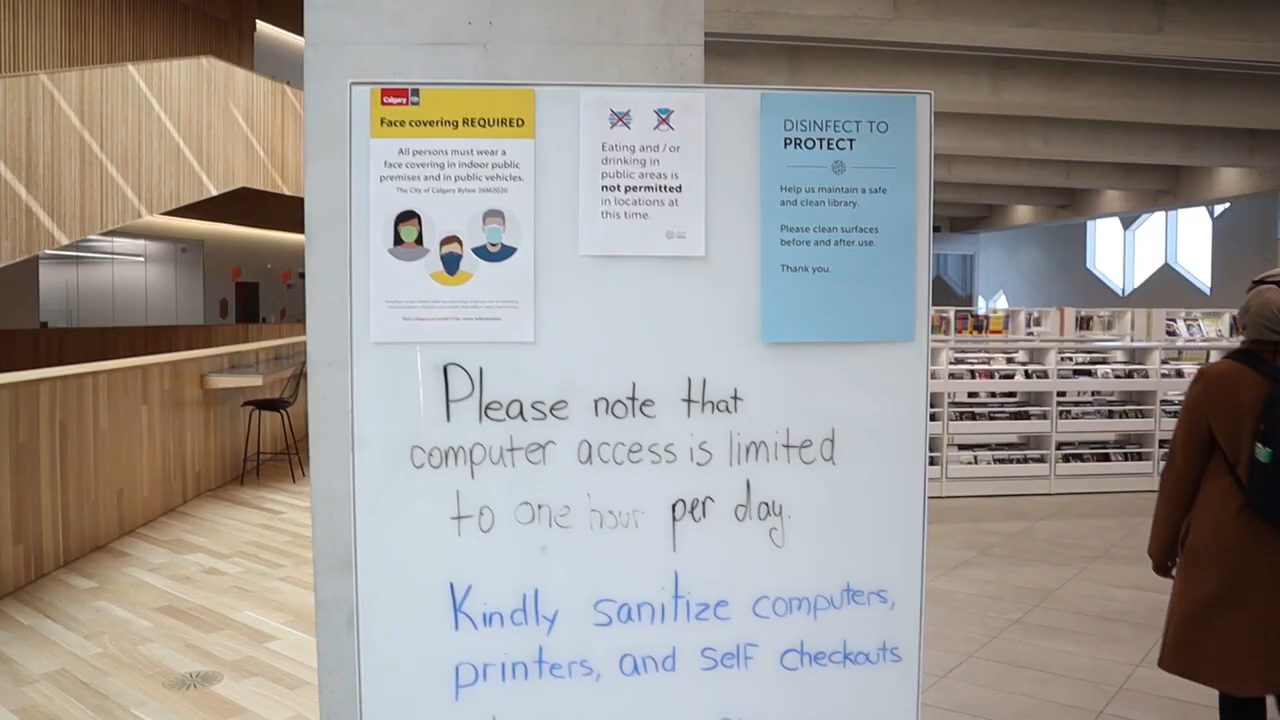 Calgary
Face covering REQUIRED
All persons must wear a
face covering in indoor public
premises and in public vehicles.
The City of Calgary Bylaw 26M2020
Eating and / or
drinking in
public areas is
not permitted
in locations at
this time.
DISINFECT TO
PROTECT
Help us maintain a safe
and clean library.
Please clean surfaces
before and after use.
Thank you.
Please note that
computer access is limited
to one hour per day.
Kindly sanitize computers,
printers, and self checkouts